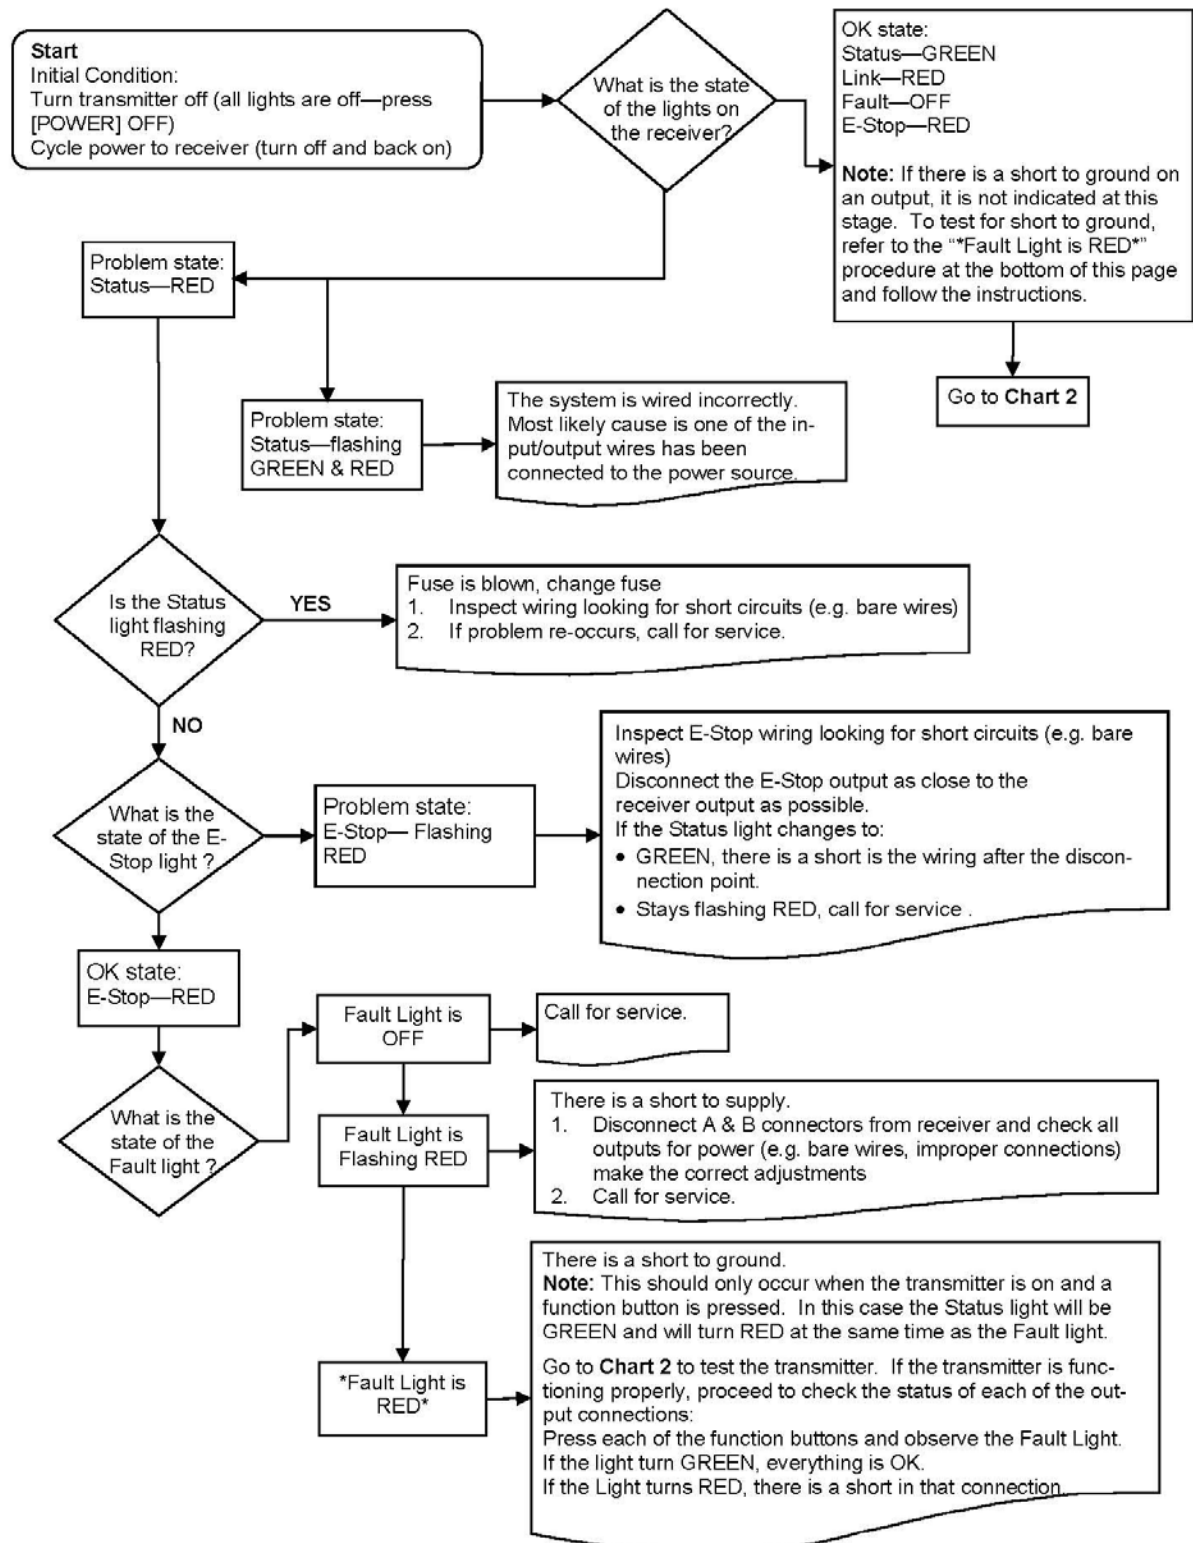 Start
Initial Condition:
Turn transmitter off (all lights are off—press
[POWER] OFF)
Cycle power to receiver (turn off and back on)
What is the state
of the lights on
the receiver?
OK state:
Status—GREEN
Link—RED
Fault—OFF
E-Stop—RED
Note: If there is a short to ground on
an output, it is not indicated at this
stage. To test for short to ground,
refer to the “*Fault Light is RED*”
procedure at the bottom of this page
and follow the instructions.
Go to Chart 2
Problem state:
Status—RED
Problem state:
Status—flashing
GREEN & RED
The system is wired incorrectly.
Most likely cause is one of the in-
put/output wires has been
connected to the power source.
Is the Status
light flashing
RED?
YES
Fuse is blown, change fuse
1. Inspect wiring looking for short circuits (e.g. bare wires)
2. If problem re-occurs, call for service.
NO
What is the
state of the E-
Stop light ?
Problem state:
E-Stop— Flashing
RED
Inspect E-Stop wiring looking for short circuits (e.g. bare
wires)
Disconnect the E-Stop output as close to the
receiver output as possible.
If the Status light changes to:
• GREEN, there is a short is the wiring after the discon-
nection point.
• Stays flashing RED, call for service .
OK state:
E-Stop—RED
What is the
state of the
Fault light ?
Fault Light is
OFF
Call for service.
Fault Light is
Flashing RED
There is a short to supply.
1. Disconnect A & B connectors from receiver and check all
outputs for power (e.g. bare wires, improper connections)
make the correct adjustments
2. Call for service.
*Fault Light is
RED*
There is a short to ground.
Note: This should only occur when the transmitter is on and a
function button is pressed. In this case the Status light will be
GREEN and will turn RED at the same time as the Fault light.
Go to Chart 2 to test the transmitter. If the transmitter is func-
tioning properly, proceed to check the status of each of the out-
put connections:
Press each of the function buttons and observe the Fault Light.
If the light turn GREEN, everything is OK.
If the Light turns RED, there is a short in that connection.